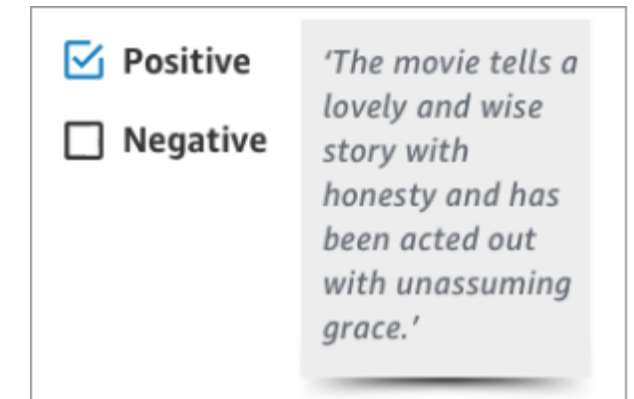 Positive
Negative
‘The movie tells a
lovely and wise
story with
honesty and has
been acted out
with unassuming
grace.’